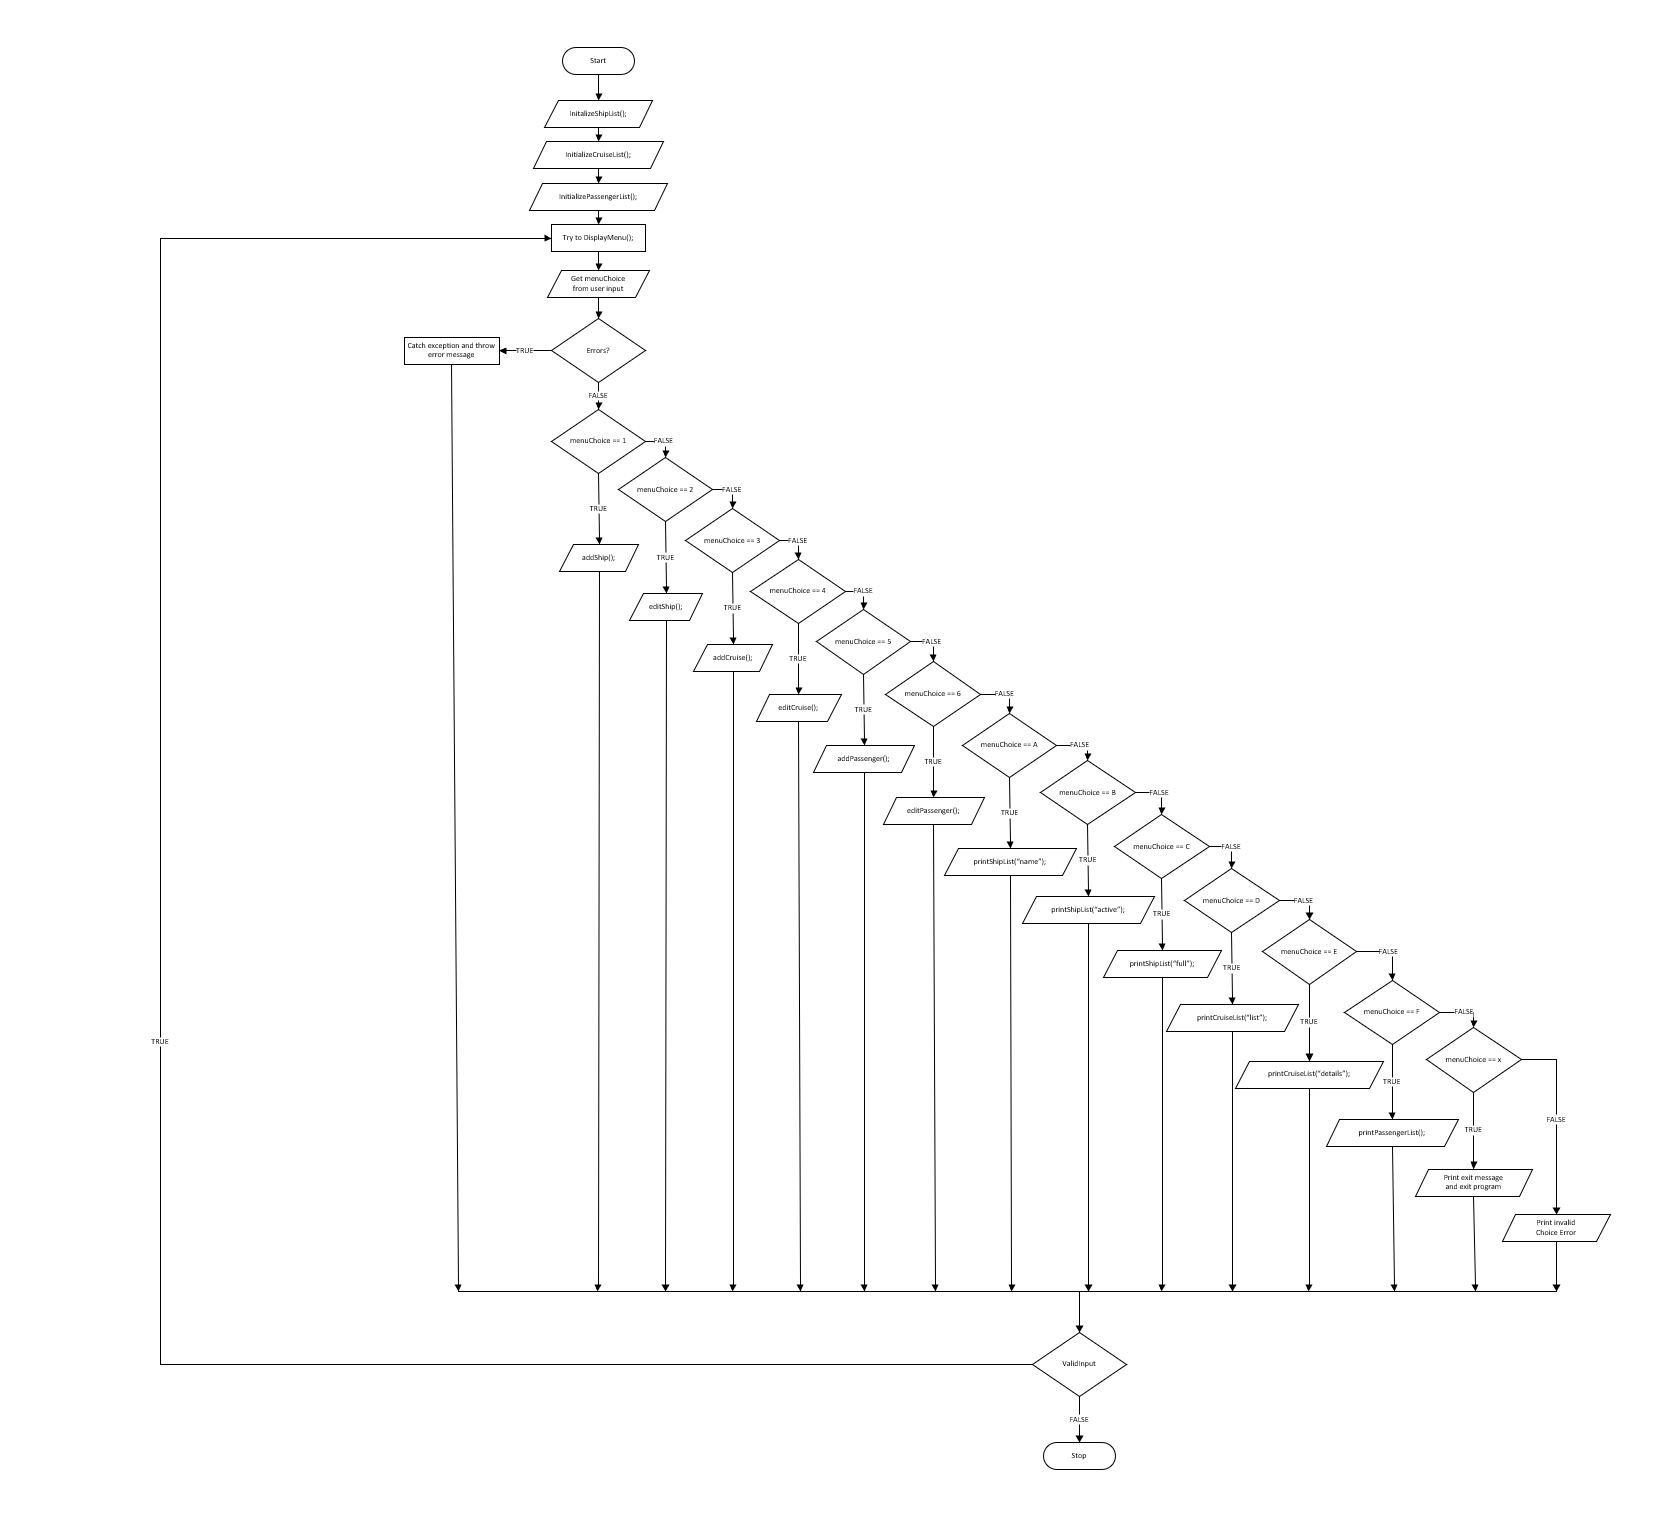 Start
InitalizeShipList();
InitializeCruiseList();
InitializePassengerList();
Try to DisplayMenu();
Get menuChoice
from user input
Catch exception and throw
error message
TRUE
Errors?
FALSE
menuChoice == 1
FALSE
menuChoice == 2
FALSE
TRUE
menuChoice == 3
FALSE
addShip();
TRUE
menuChoice == 4
FALSE
editShip();
TRUE
menuChoice == 5
FALSE
addCruise();
TRUE
menuChoice == 6
FALSE
editCruise();
TRUE
menuChoice == A
FALSE
addPassenger();
TRUE
menuChoice == B
FALSE
editPassenger();
TRUE
menuChoice == C
FALSE
printShipList("name");
TRUE
menuChoice == D
FALSE
printShipList("active");
TRUE
menuChoice == E
FALSE
printShipList("full");
TRUE
menuChoice == F
FALSE
printCruiseList("list");
TRUE
TRUE
menuChoice == x
printCruiseList("details");
TRUE
FALSE
printPassengerList();
TRUE
Print exit message
and exit program
Print invalid
Choice Error
ValidInput
FALSE
Stop